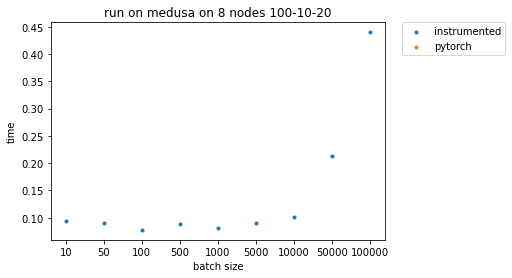 run on medusa on 8 nodes 100-10-20
instrumented
pytorch
0.45
0.40
0.35
0.30
0.25
0.20
0.15
0.10
time
10 50 100 500 1000 5000 10000 50000 100000
batch size